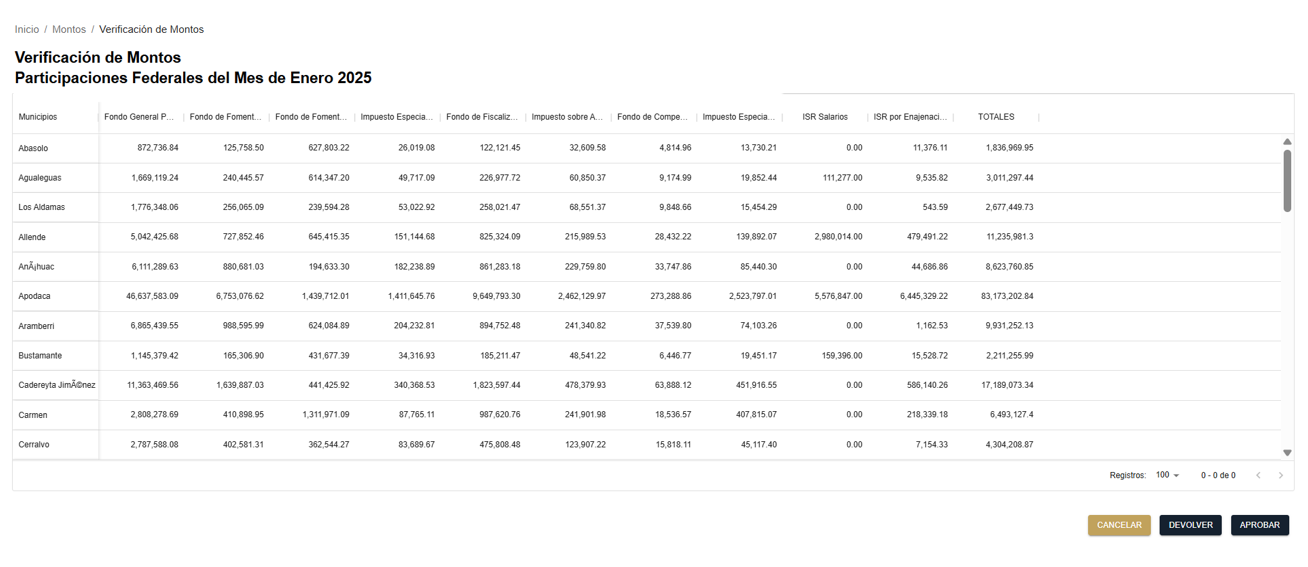 Inicio / Montos / Verificación de Montos
Verificación de Montos
Participaciones Federales del Mes de Enero 2025
Municipios Fondo General P... Fondo de Foment... Fondo de Foment... Impuesto Especia... Fondo de Fiscaliz... Impuesto sobre A... Fondo de Compe... Impuesto Especia... ISR Salarios ISR por Enajenaci... TOTALES
Abasolo 872,736.84 125,758.50 627,803.22 26,019.08 122,121.45 32,609.58 4,814.96 13,730.21 0.00 11,376.11 1,836,969.95
Agualeguas 1,669,119.24 240,445.57 614,347.20 49,717.09 226,977.72 60,850.37 9,174.99 19,852.44 111,277.00 9,535.82 3,011,297.44
Los Aldamas 1,776,348.06 256,065.09 239,594.28 53,022.92 258,021.47 68,551.37 9,848.66 15,454.29 0.00 543.59 2,677,449.73
Allende 5,042,425.68 727,852.46 645,415.35 151,144.68 825,324.09 215,989.53 28,432.22 139,892.07 2,980,014.00 479,491.22 11,235,981.3
AnÃ¡huac 6,111,289.63 880,681.03 194,633.30 182,238.89 861,283.18 229,759.80 33,747.86 85,440.30 0.00 44,686.86 8,623,760.85
Apodaca 46,637,583.09 6,753,076.62 1,439,712.01 1,411,645.76 9,649,793.30 2,462,129.97 273,288.86 2,523,797.01 5,576,847.00 6,445,329.22 83,173,202.84
Aramberri 6,865,439.55 988,595.99 624,084.89 204,232.81 894,752.48 241,340.82 37,539.80 74,103.26 0.00 1,162.53 9,931,252.13
Bustamante 1,145,379.42 165,306.90 431,677.39 34,316.93 185,211.47 48,541.22 6,446.77 19,451.17 159,396.00 15,528.72 2,211,255.99
Cadereyta JimÃ©nez 11,363,469.56 1,639,887.03 441,425.92 340,368.53 1,823,597.44 478,379.93 63,888.12 451,916.55 0.00 586,140.26 17,189,073.34
Carmen 2,808,278.69 410,898.95 1,311,971.09 87,765.11 987,620.76 241,901.98 18,536.57 407,815.07 0.00 218,339.18 6,493,127.4
Cerralvo 2,787,588.08 402,581.31 362,544.27 83,689.67 475,808.48 123,907.22 15,818.11 45,117.40 0.00 7,154.33 4,304,208.87
Registros: 100 0 - 0 de 0
CANCELAR DEVOLVER APROBAR